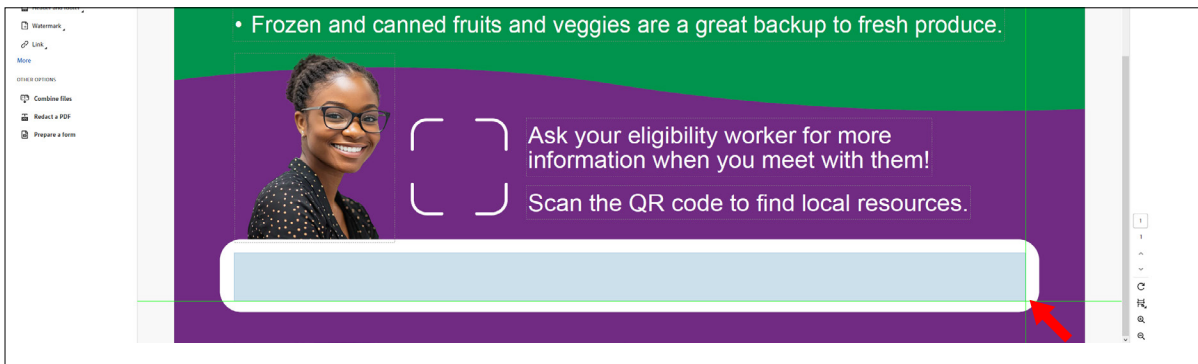 Watermark
Link
More
OTHER OPTIONS
Combine files
Redact a PDF
Prepare a form
• Frozen and canned fruits and veggies are a great backup to fresh produce.
Ask your eligibility worker for more
information when you meet with them!
Scan the QR code to find local resources.
1
1